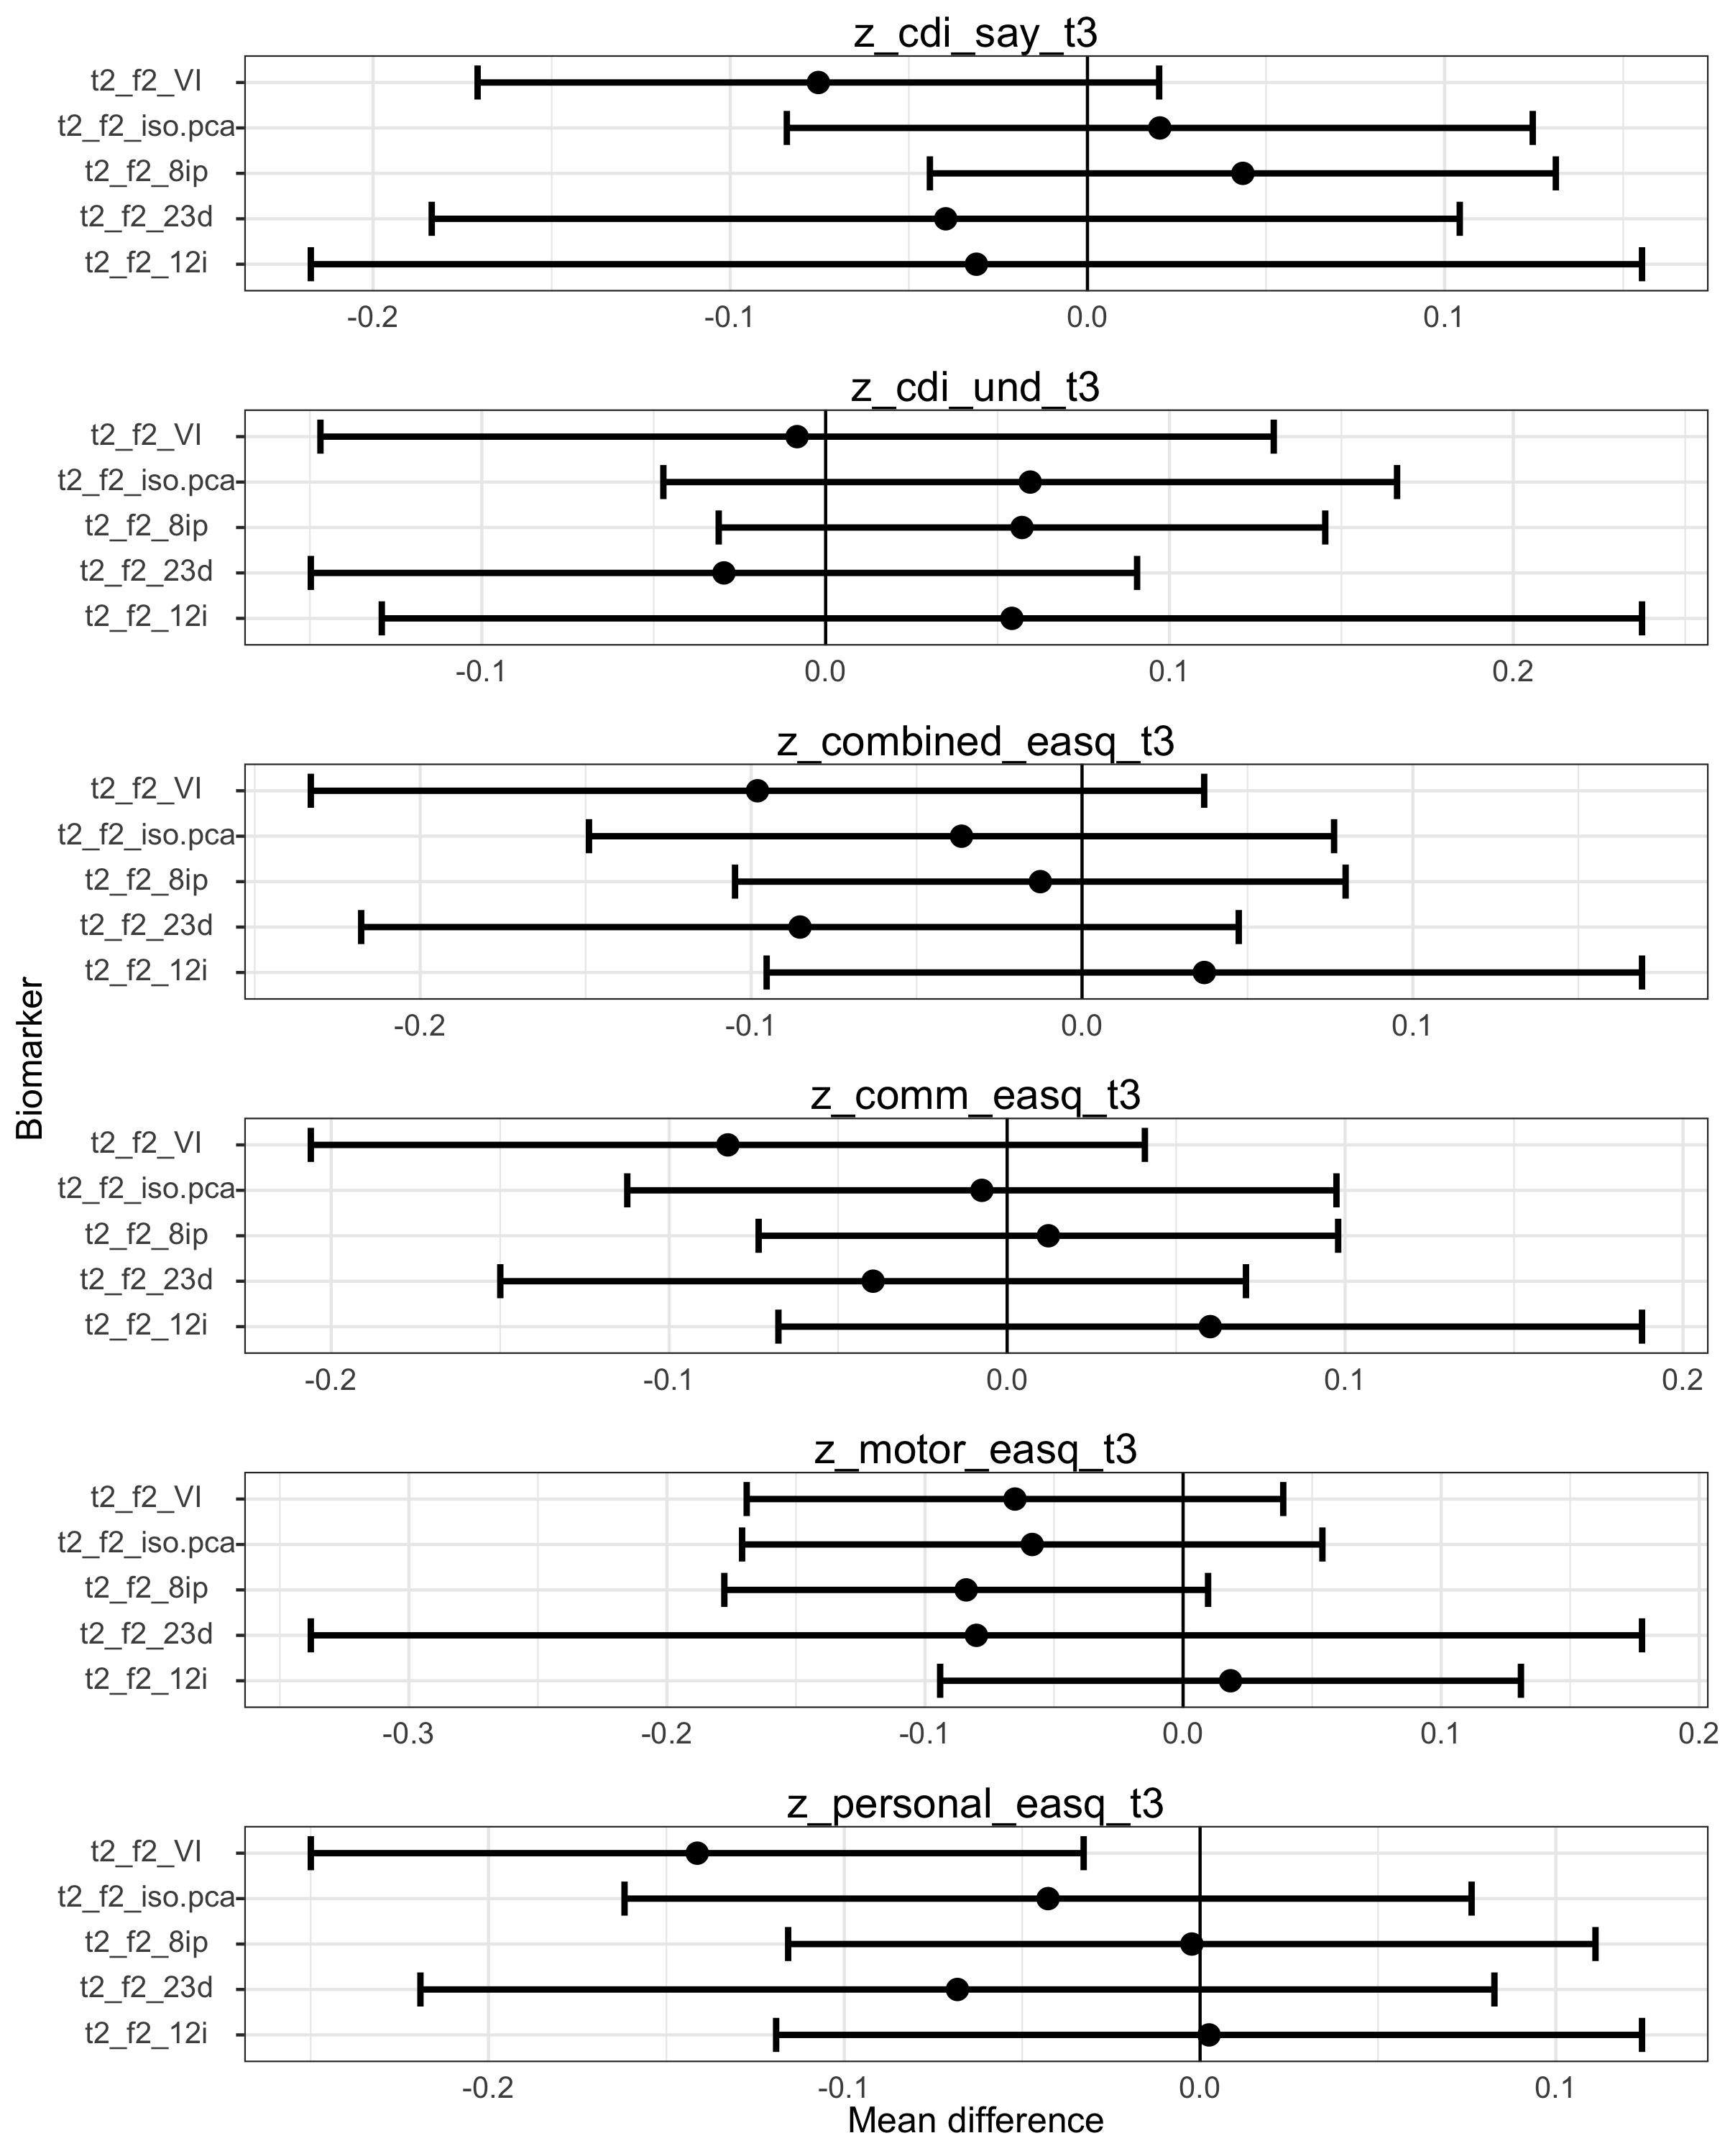 z_cdi_say_t3
t2_f2_VI
t2_f2_iso.pca
t2_f2_8ip
t2_f2_23d
t2_f2_12i
-0.2 -0.1 0.0 0.1
z_cdi_und_t3
t2_f2_VI
t2_f2_iso.pca
t2_f2_8ip
t2_f2_23d
t2_f2_12i
-0.1 0.0 0.1 0.2
z_combined_easq_t3
t2_f2_VI
t2_f2_iso.pca
t2_f2_8ip
t2_f2_23d
t2_f2_12i
-0.2 -0.1 0.0 0.1
Biomarker
z_comm_easq_t3
t2_f2_VI
t2_f2_iso.pca
t2_f2_8ip
t2_f2_23d
t2_f2_12i
-0.2 -0.1 0.0 0.1 0.2
z_motor_easq_t3
t2_f2_VI
t2_f2_iso.pca
t2_f2_8ip
t2_f2_23d
t2_f2_12i
-0.3 -0.2 -0.1 0.0 0.1 0.2
z_personal_easq_t3
t2_f2_VI
t2_f2_iso.pca
t2_f2_8ip
t2_f2_23d
t2_f2_12i
-0.2 -0.1 0.0 0.1
Mean difference